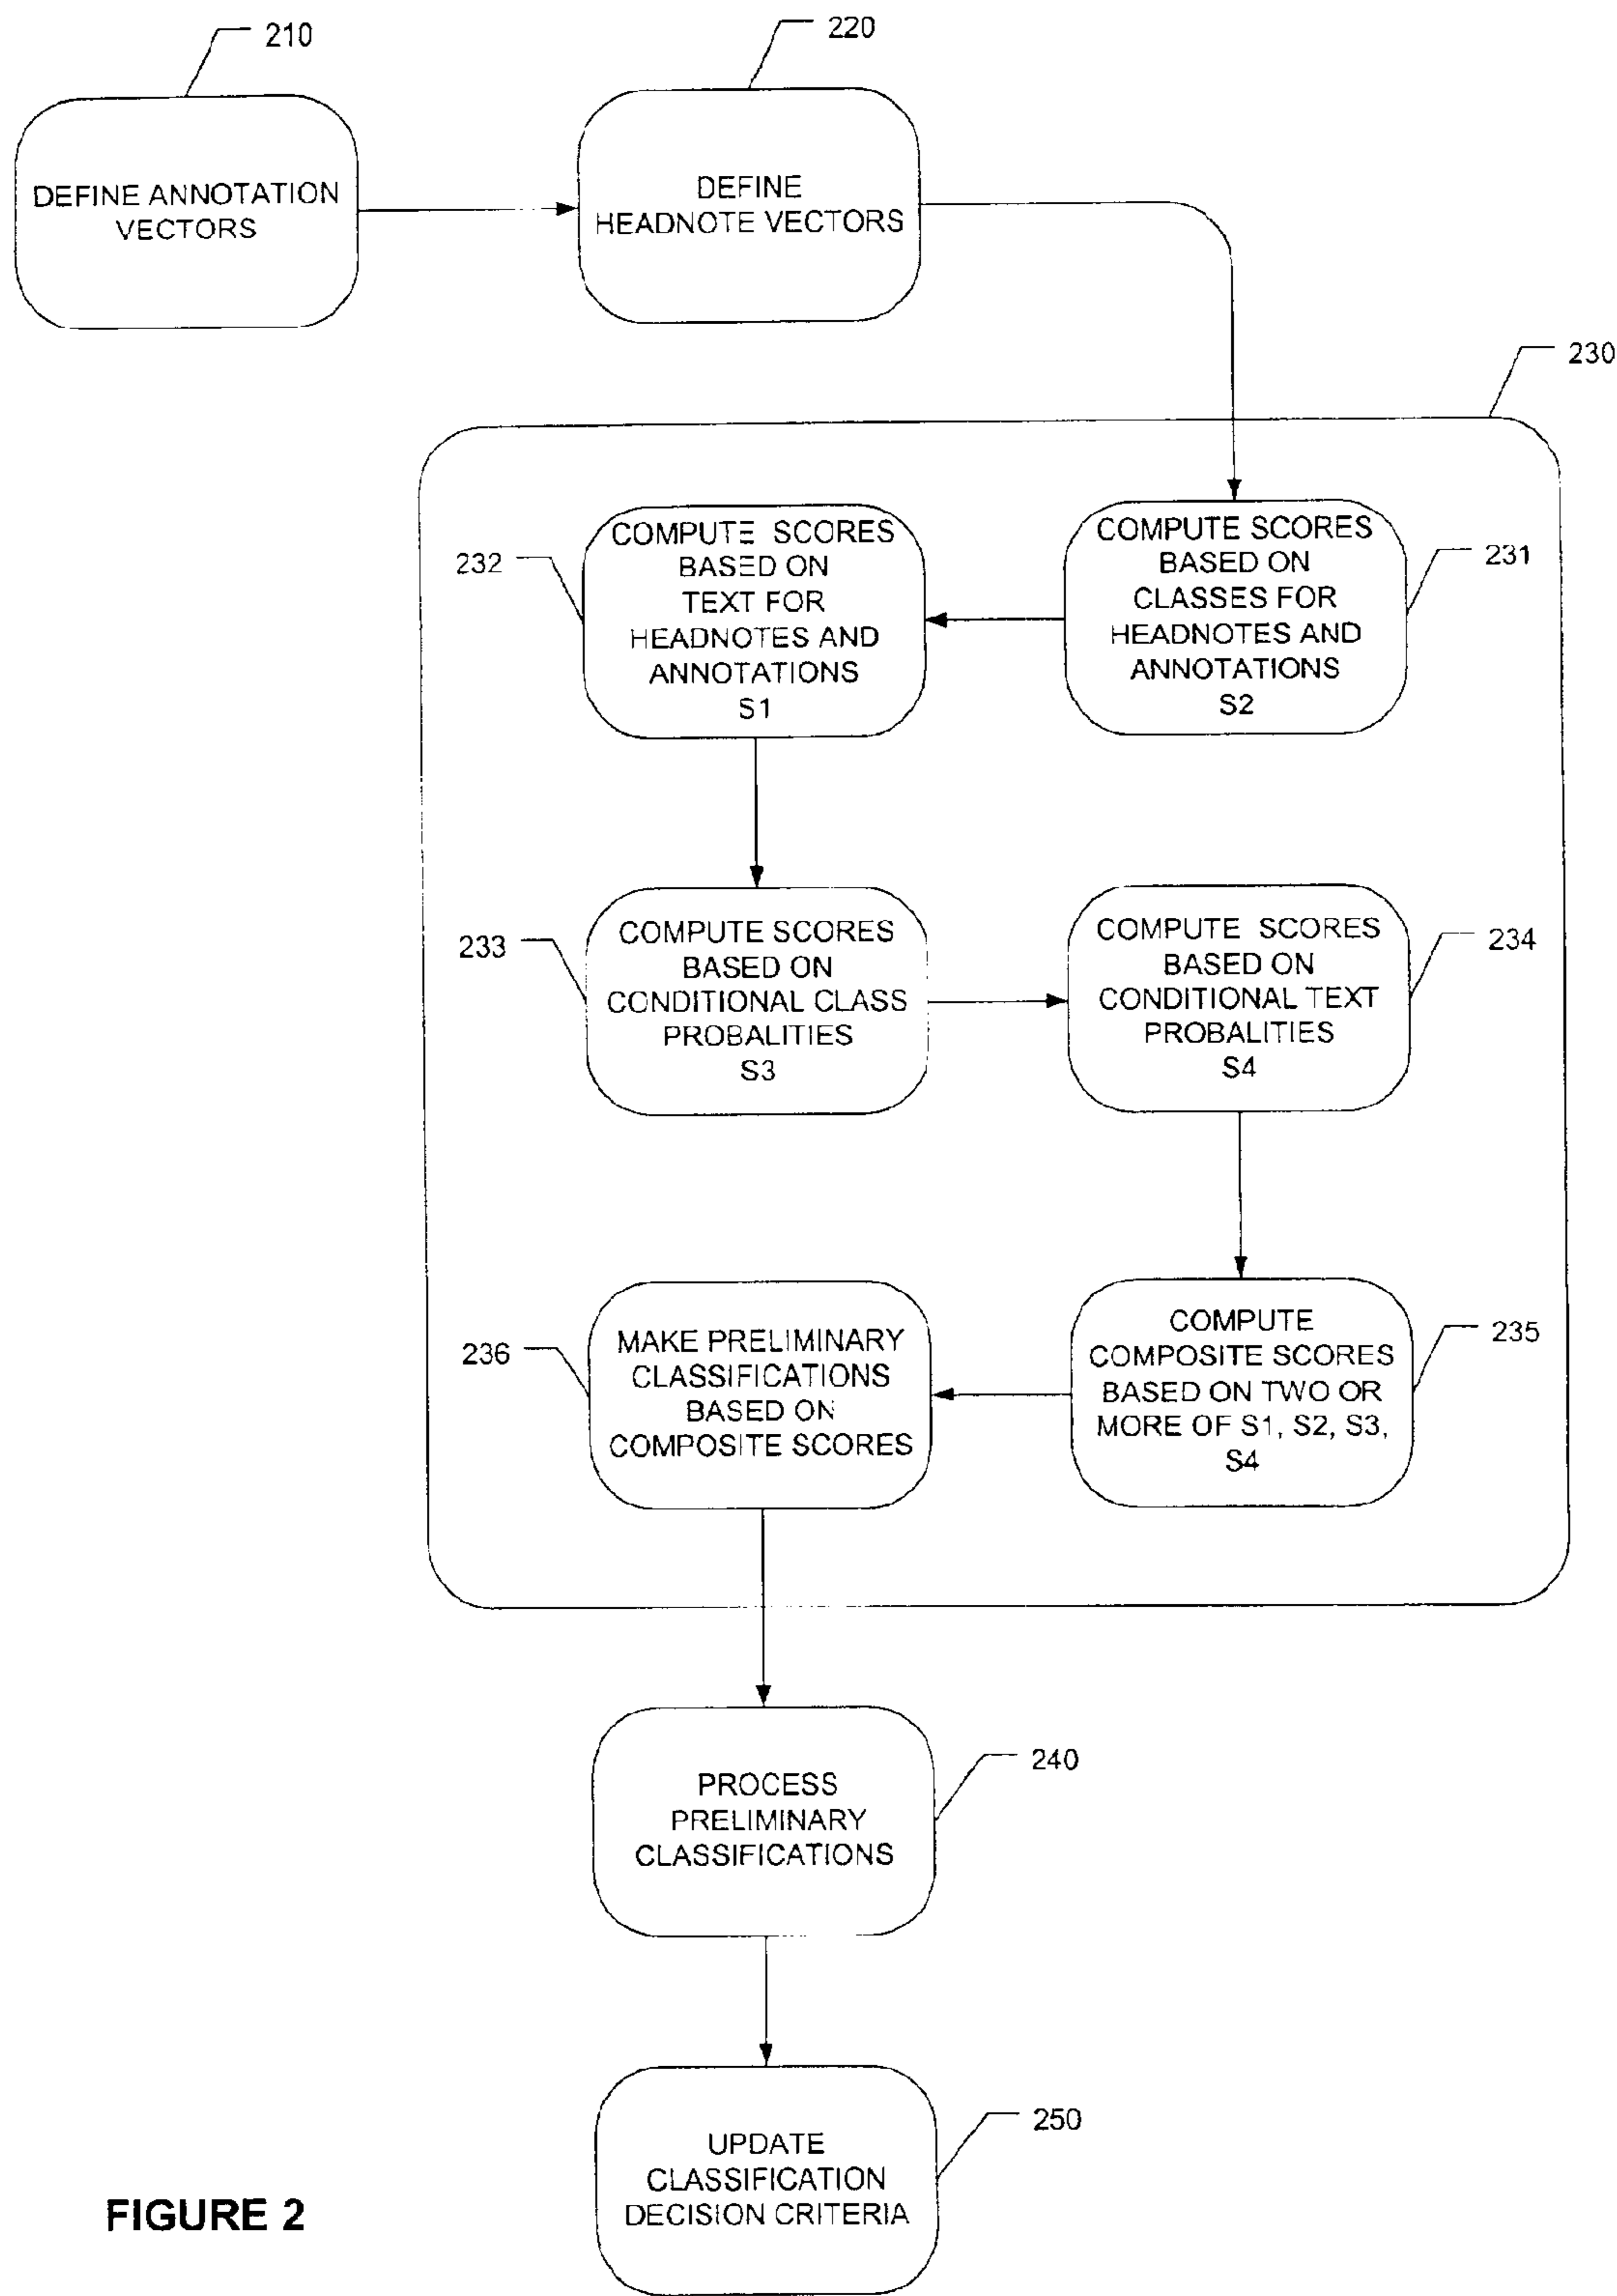 210
220
DEFINE ANNOTATION
VECTORS
DEFINE
HEADNOTE VECTORS
230
232
COMPUTE SCORES
BASED ON
TEXT FOR
HEADNOTES AND
ANNOTATIONS
S1
COMPUTE SCORES
BASED ON
CLASSES FOR
HEADNOTES AND
ANNOTATIONS
S2
231
233
COMPUTE SCORES
BASED ON
CONDITIONAL CLASS
PROBALITIES
S3
COMPUTE SCORES
BASED ON
CONDITIONAL TEXT
PROBALITIES
S4
234
236
MAKE PRELIMINARY
CLASSIFICATIONS
BASED ON
COMPOSITE SCORES
COMPUTE
COMPOSITE SCORES
BASED ON TWO OR
MORE OF S1, S2, S3,
S4
235
PROCESS
PRELIMINARY
CLASSIFICATIONS
240
UPDATE
CLASSIFICATION
DECISION CRITERIA
250
FIGURE 2